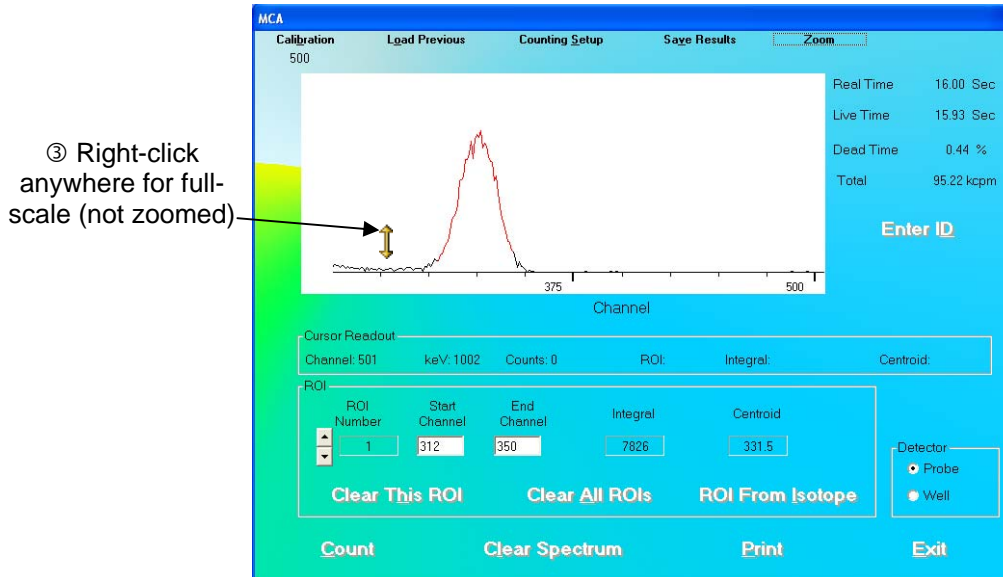 MCA
Calibration Load Previous Counting Setup Save Results Zoom
500
Real Time 16.00 Sec
Live Time 15.93 Sec
Dead Time 0.44 %
Total 95.22 kcpm
Enter ID
③ Right-click
anywhere for full-
scale (not zoomed)
375 500
Channel
Cursor Readout
Channel: 501 keV: 1002 Counts: 0 ROI: Integral: Centroid:
ROI
ROI Number Start Channel End Channel Integral Centroid
1 312 350 7826 331.5
Clear This ROI Clear All ROIs ROI From Isotope
Detector
Probe
Well
Count Clear Spectrum Print Exit